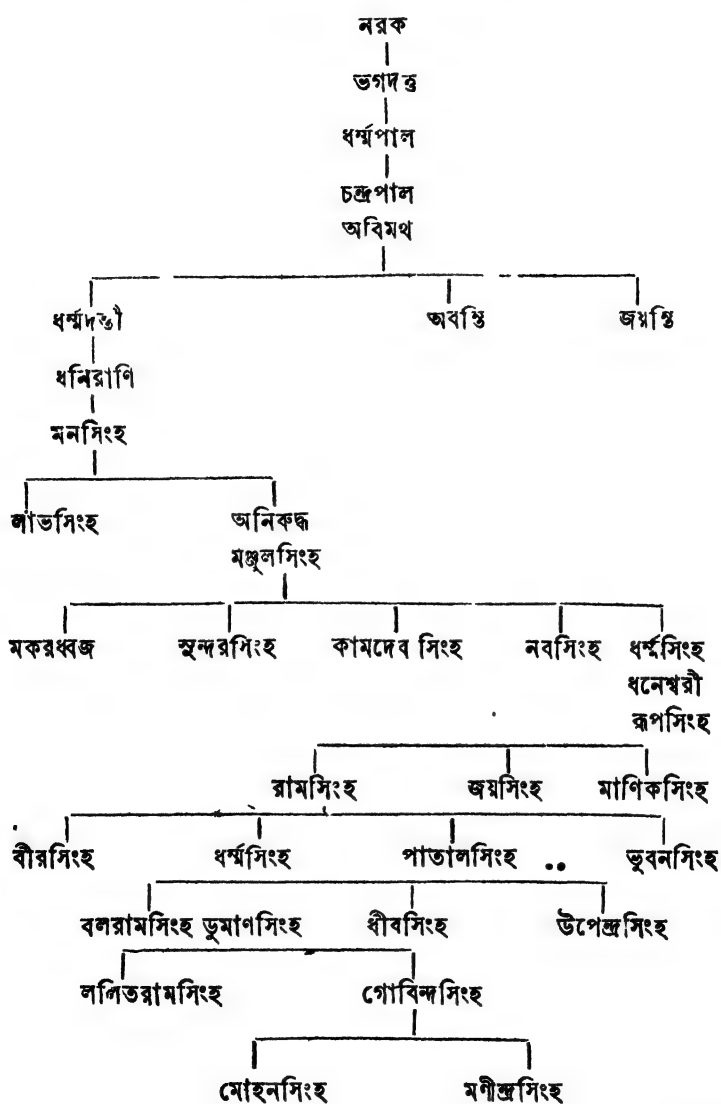 নরক
ভগদত্ত
ধর্ম্মপাল
চন্দ্রপাল
অবিমথ
ধর্ম্মদত্তী অবন্তি জয়ন্তি
ধনিরাণি
মনসিংহ
লাভসিংহ অনিরুদ্ধ
মঞ্জুলসিংহ
মকরধ্বজ সুন্দরসিংহ কামদেব সিংহ নবসিংহ ধর্ম্মসিংহ
ধনেশ্বরী
রূপসিংহ
রামসিংহ জয়সিংহ মাণিকসিংহ
বীরসিংহ ধর্ম্মসিংহ পাতালসিংহ .. ভুবনসিংহ
বলরামসিংহ ডুমাণসিংহ ধীবসিংহ উপেন্দ্রসিংহ
ললিতরামসিংহ গোবিন্দসিংহ
মোহনসিংহ মণীন্দ্রসিংহ